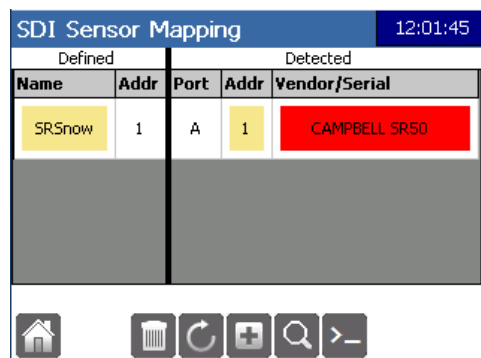 SDI Sensor Mapping 12:01:45
Defined Detected
Name Addr Port Addr Vendor/Serial
SRSnow 1 A 1 CAMPBELL SR50
>_